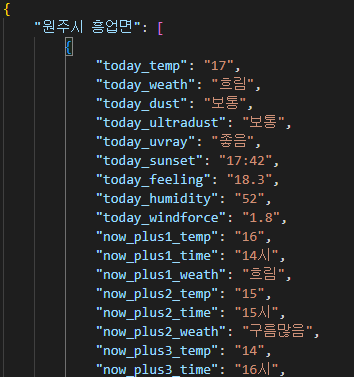 {
"원주시 흥업면": [
{
"today_temp": "17",
"today_weath": "흐림",
"today_dust": "보통",
"today_ultradust": "보통",
"today_uvray": "좋음",
"today_sunset": "17:42",
"today_feeling": "18.3",
"today_humidity": "52",
"today_windforce": "1.8",
"now_plus1_temp": "16",
"now_plus1_time": "14시",
"now_plus1_weath": "흐림",
"now_plus2_temp": "15",
"now_plus2_time": "15시",
"now_plus2_weath": "구름많음",
"now_plus3_temp": "14",
"now_plus3_time": "16시",